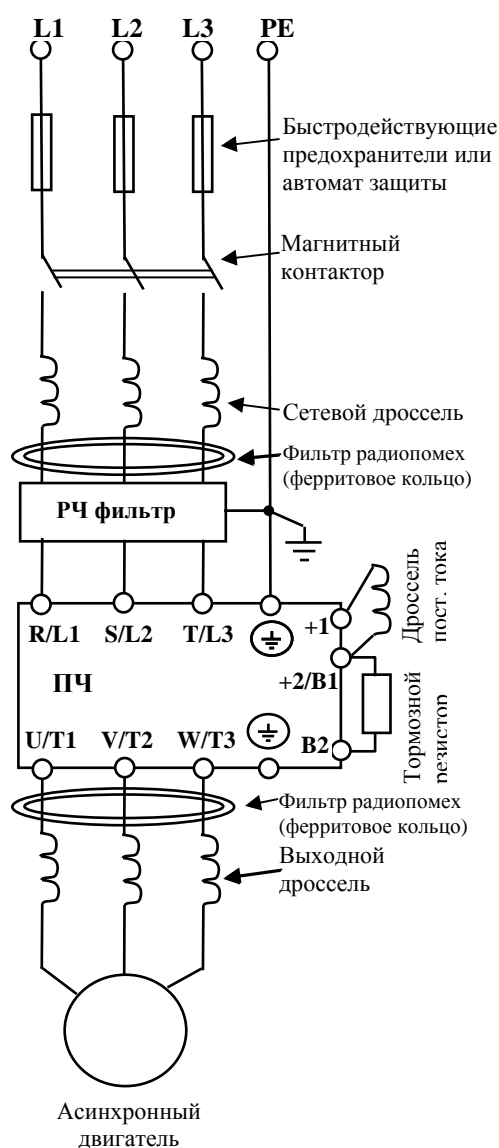 L1 L2 L3 PE
Быстродействующие
предохранители или
автомат защиты
Магнитный
контактор
Сетевой дроссель
Фильтр радиопомех
(ферритовое кольцо)
РЧ фильтр
Дроссель
пост. тока
R/L1 S/L2 T/L3 +1
ПЧ
+2/B1
Тормозной
резистор
U/T1 V/T2 W/T3 B2
Фильтр радиопомех
(ферритовое кольцо)
Выходной
дроссель
Асинхронный
двигатель